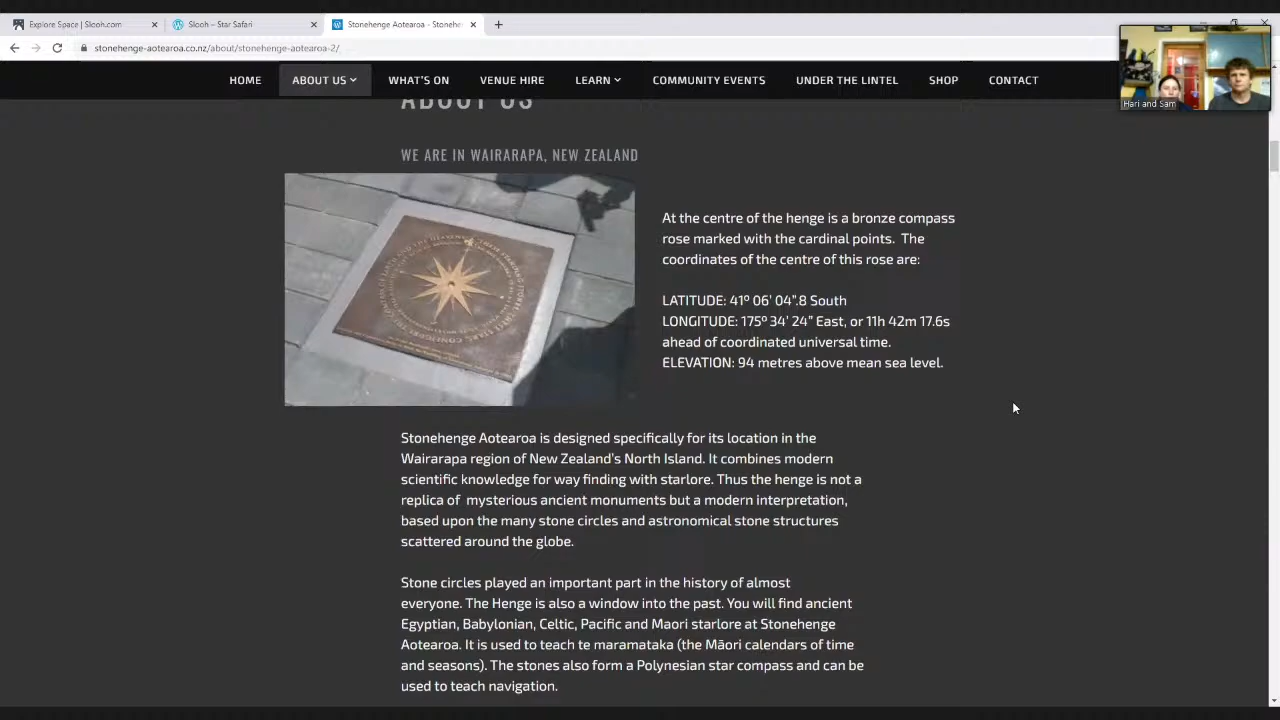 Explore Space | Slooh.com
Slooh – Star Safari
Stonehenge Aotearoa - Stonehe
stonehenge-aotearoa.co.nz/about/stonehenge-aotearoa-2/
HOME
ABOUT US
WHAT'S ON
VENUE HIRE
LEARN
COMMUNITY EVENTS
UNDER THE LINTEL
SHOP
CONTACT
Hari and Sam
ABOUT US
WE ARE IN WAIRARAPA, NEW ZEALAND
At the centre of the henge is a bronze compass
rose marked with the cardinal points. The
coordinates of the centre of this rose are:
LATITUDE: 41º 06' 04”.8 South
LONGITUDE: 175º 34' 24” East, or 11h 42m 17.6s
ahead of coordinated universal time.
ELEVATION: 94 metres above mean sea level.
Stonehenge Aotearoa is designed specifically for its location in the
Wairarapa region of New Zealand's North Island. It combines modern
scientific knowledge for way finding with starlore. Thus the henge is not a
replica of mysterious ancient monuments but a modern interpretation,
based upon the many stone circles and astronomical stone structures
scattered around the globe.
Stone circles played an important part in the history of almost
everyone. The Henge is also a window into the past. You will find ancient
Egyptian, Babylonian, Celtic, Pacific and Maori starlore at Stonehenge
Aotearoa. It is used to teach te maramataka (the Māori calendars of time
and seasons). The stones also form a Polynesian star compass and can be
used to teach navigation.